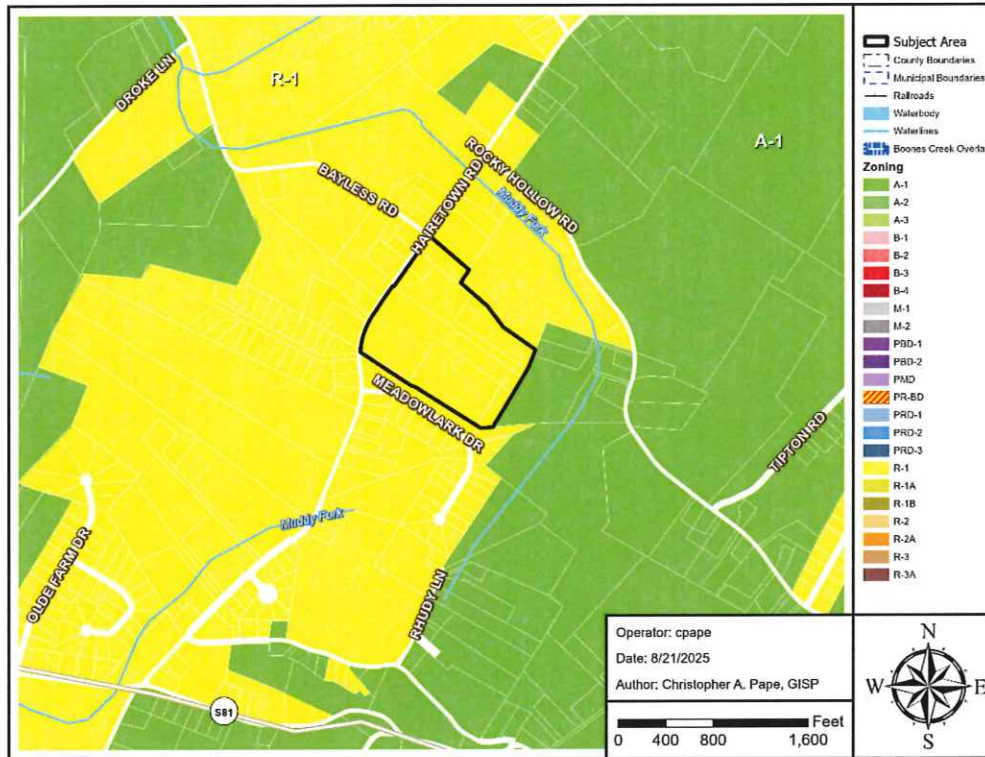 DROKE LN
R-1
A-1
ROCKY HOLLOW RD
BAYLESS RD
HAIRETOWN RD
Muddy Fork
MEADOWLARK DR
TIPTON RD
Muddy Fork
OLDE FARM DR
RHUDY LN
S81
Subject Area
County Boundaries
Municipal Boundaries
Railroads
Waterbody
Waterlines
Boones Creek Overla
Zoning
A-1
A-2
A-3
B-1
B-2
B-3
B-4
M-1
M-2
PBD-1
PBD-2
PMD
PR-BD
PRD-1
PRD-2
PRD-3
R-1
R-1A
R-1B
R-2
R-2A
R-3
R-3A
Operator: cpape
Date: 8/21/2025
Author: Christopher A. Pape, GISP
Feet
0 400 800 1,600
N
W E
S